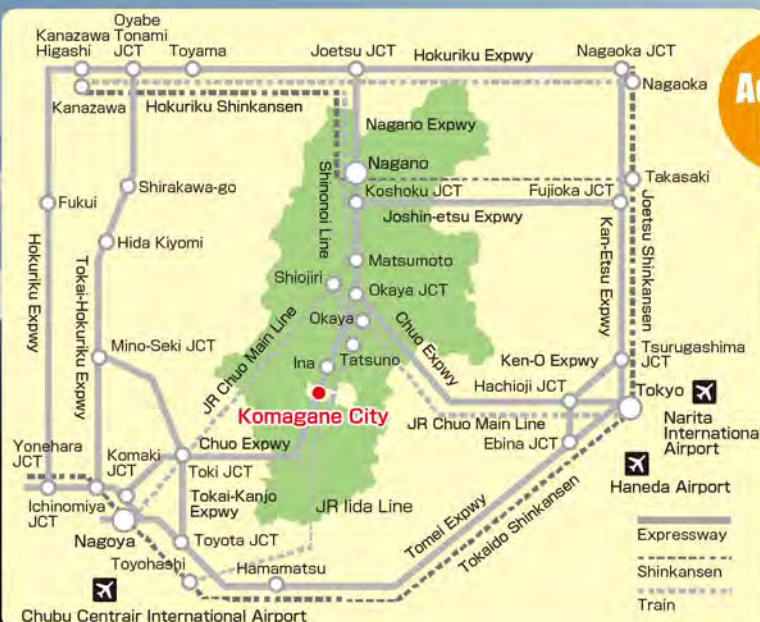 Kanazawa
Higashi
Oyabe
Tonami
JCT
Toyama
Joetsu JCT
Hokuriku Expwy
Nagaoka JCT
Nagaoka
Kanazawa
Hokuriku Shinkansen
Nagano Expwy
Nagano
Shinonoi Line
Takasaki
Shirakawa-go
Koshoku JCT
Fujioka JCT
Fukui
Joshin-etsu Expwy
Hida Kiyomi
Hokuriku Expwy
Tokai-Hokuriku Expwy
Kan-Etsu Expwy
Joetsu Shinkansen
Matsumoto
Shiojiri
Okaya JCT
Okaya
Chuo Expwy
Mino-Seki JCT
JR Chuo Main Line
Tatsuno
Ina
Ken-O Expwy
Tsurugashima
JCT
Hachioji JCT
Tokyo
Komagane City
JR Chuo Main Line
Narita
International
Airport
Yonehara
JCT
Komaki
JCT
Chuo Expwy
Toki JCT
Ebina JCT
Haneda Airport
Ichinomiya
JCT
Tokai-Kanjo
Expwy
JR Iida Line
Tomei Expwy
Tokaido Shinkansen
Nagoya
Toyota JCT
Toyohashi
Hamamatsu
Expressway
Shinkansen
Train
Chubu Centrair International Airport